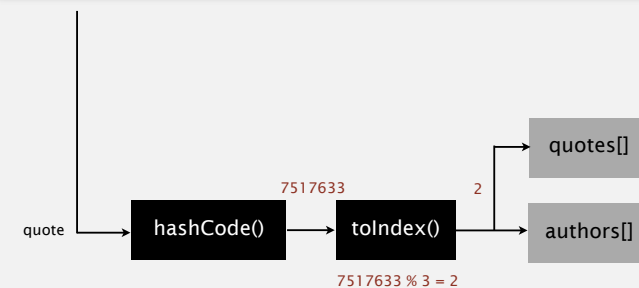 quotes[]
7517633
2
quote
hashCode()
toIndex()
authors[]
7517633 % 3 = 2